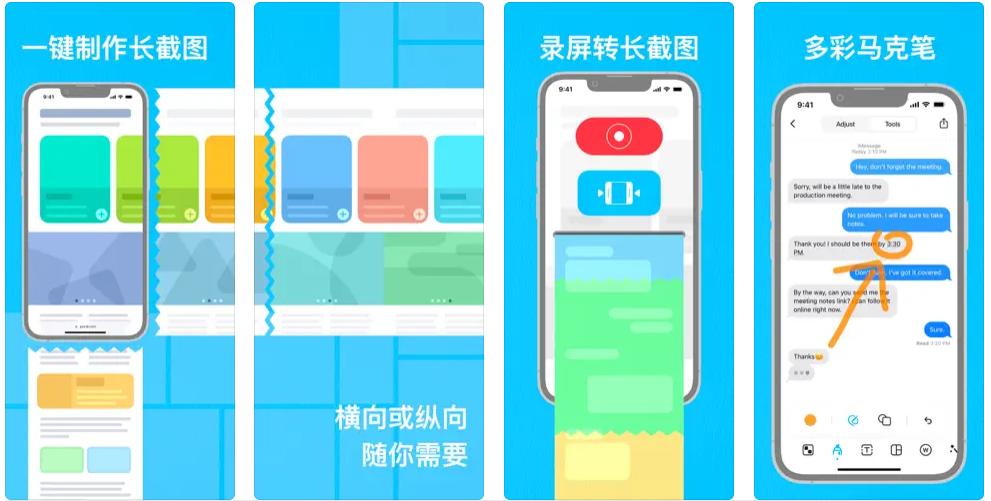 一键制作长截图
9:41
横向或纵向
随你需要
录屏转长截图
9:41
多彩马克笔
9:41
Adjust
Tools
iMessage
Today 3:10 PM
Hey, don't forget the meeting.
Sorry, will be a little late to the
production meeting.
No problem. I will be sure to take
notes.
Thank you! I should be them by 3:30
PM.
I've got it covered.
By the way, can you me the
meeting notes link? can follow it
online right now.
Sure.
Read 3:20 PM
Thanks😊
T
W